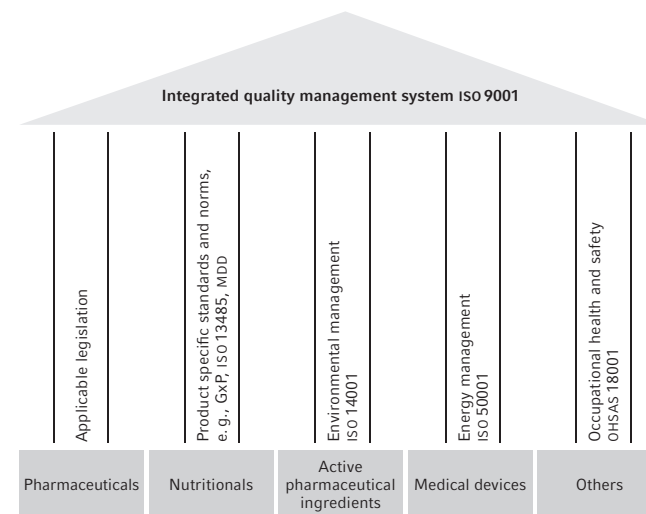 Integrated quality management system ISO 9001
Applicable legislation
Product specific standards and norms,
e. g., GxP, ISO 13485, MDD
Environmental management
ISO 14001
Energy management
ISO 50001
Occupational health and safety
OHSAS 18001
Pharmaceuticals
Nutritionals
Active
pharmaceutical
ingredients
Medical devices
Others